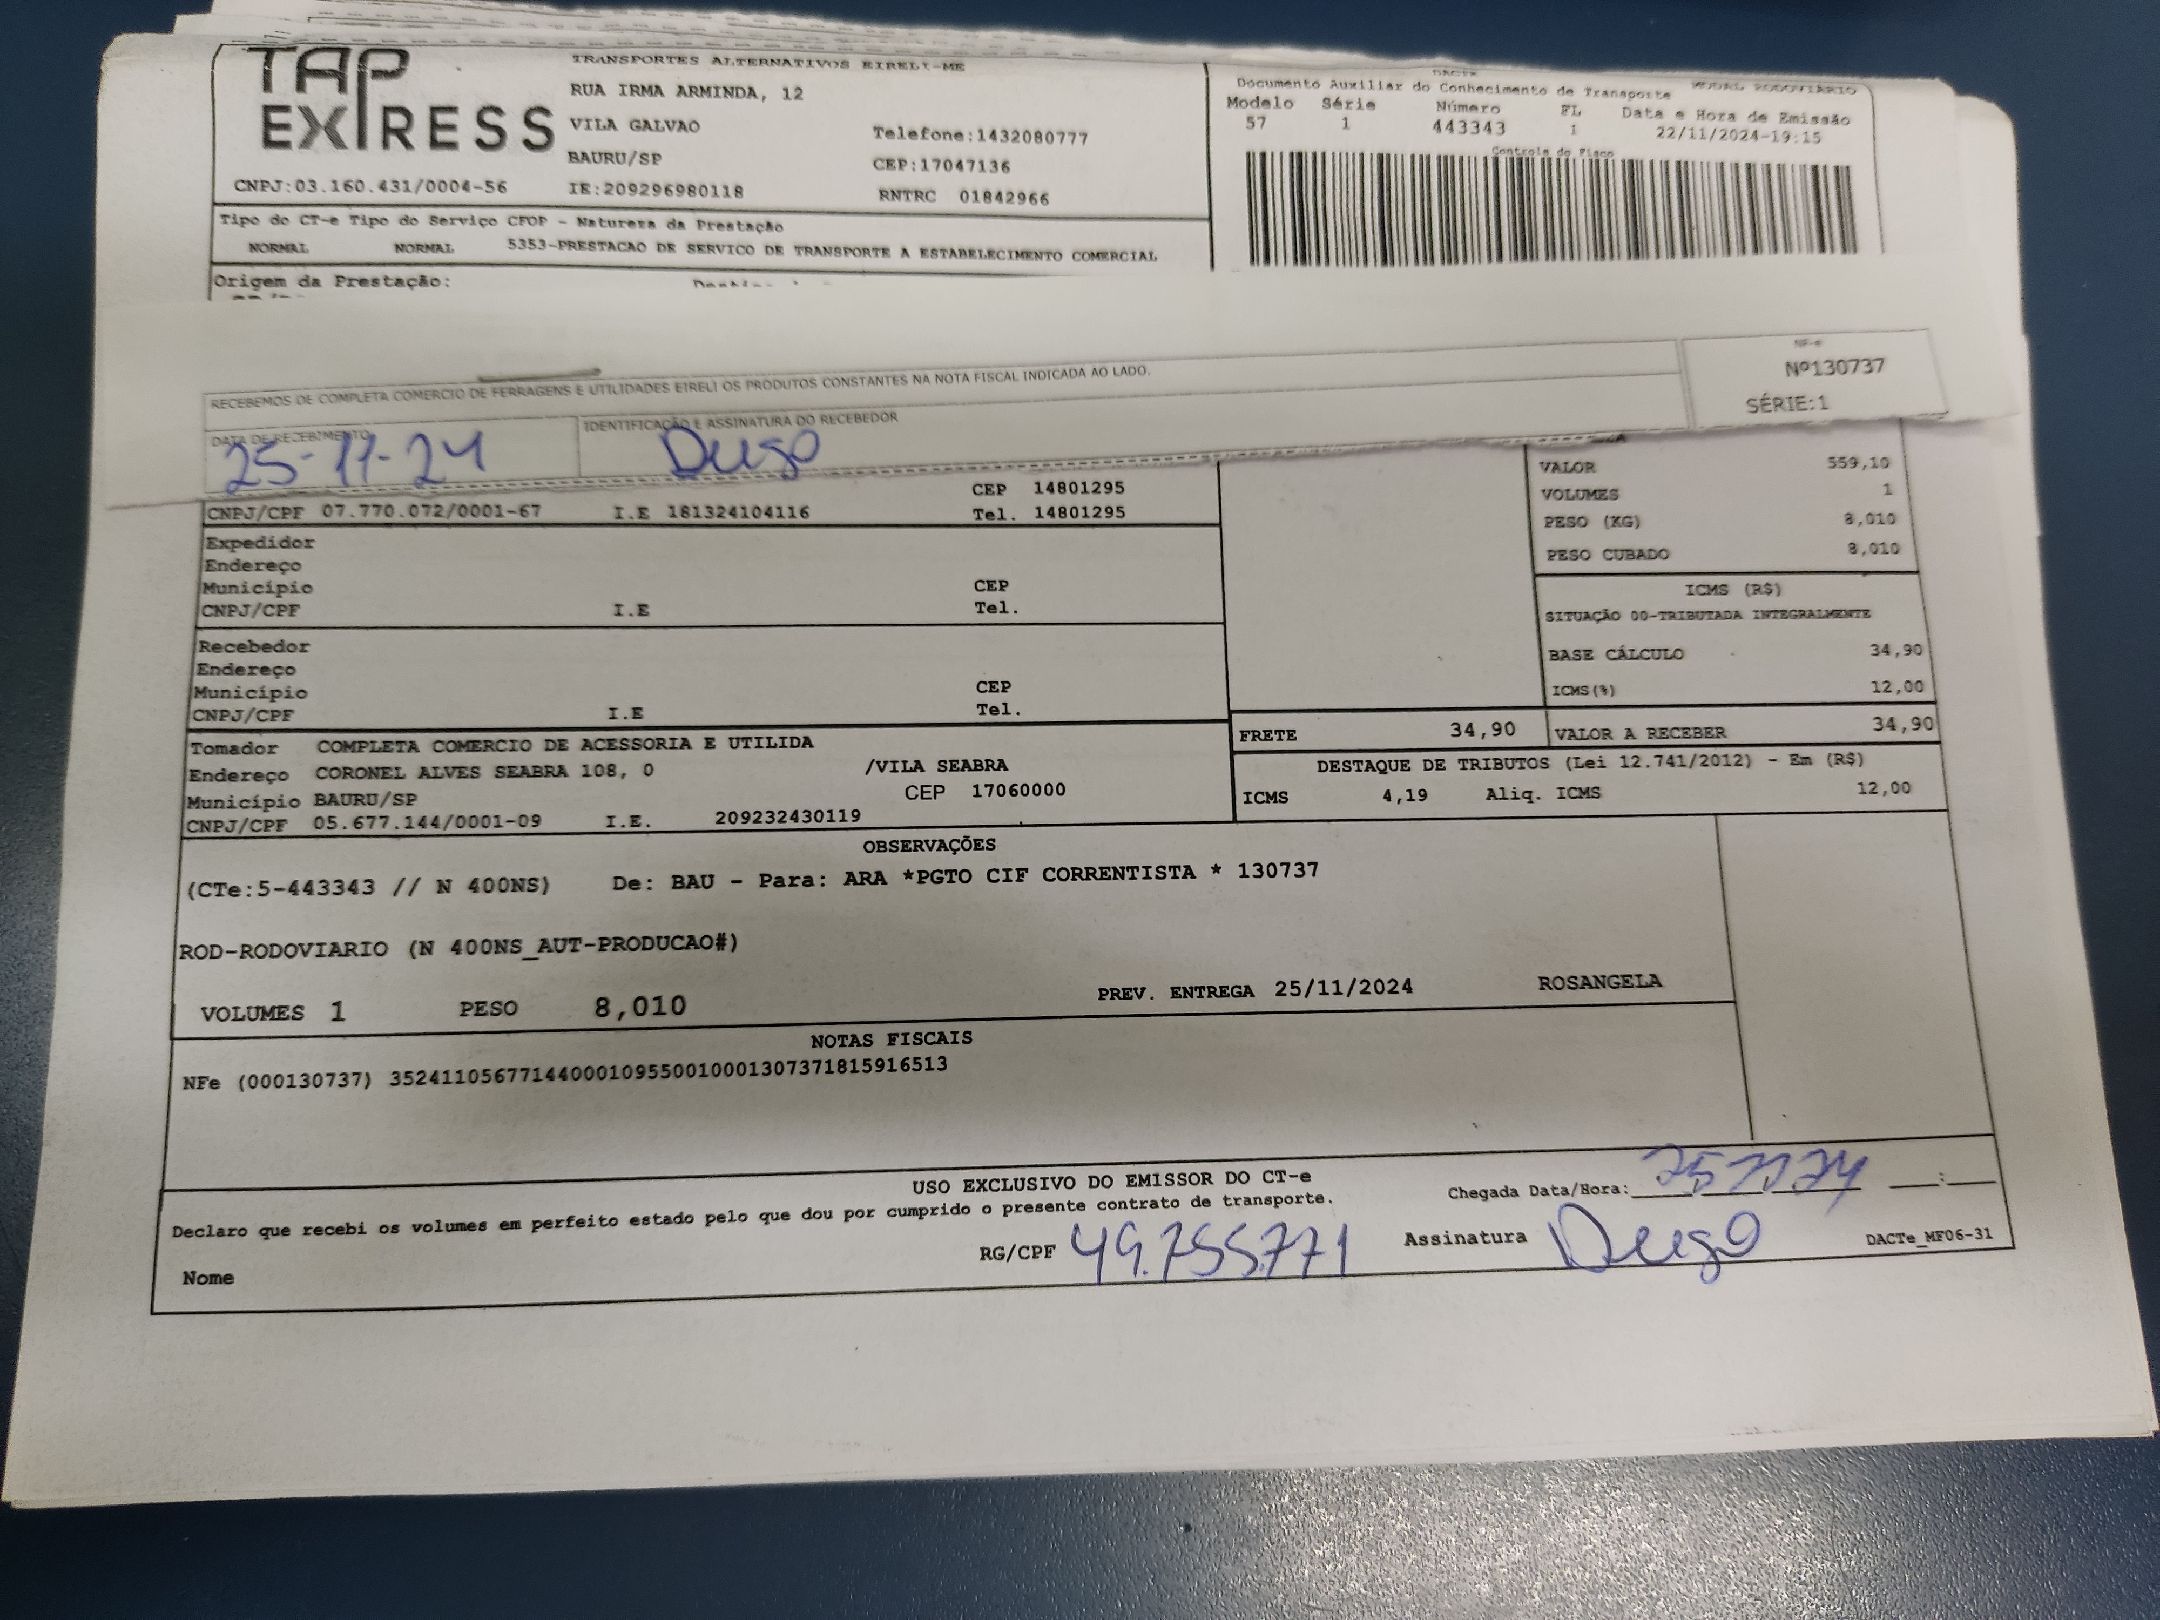 TAP EXPRESS
TRANSPORTES ALTERNATIVOS EIRELI-ME
RUA IRMA ARMINDA, 12
VILA GALVAO
Telefone:1432080777
BAURU/SP
CEP:17047136
CNPJ:03.160.431/0004-56 IE:209296980118 RNTRC 01842966
DACTE
Documento Auxiliar do Conhecimento de Transporte MODAL RODOVIARIO
Modelo Série Número FL Data e Hora de Emissão
57 1 443343 1 22/11/2024-19:15
Controle do Fisco
Tipo do CT-e Tipo do Serviço CFOP - Natureza da Prestação
NORMAL NORMAL 5353-PRESTACAO DE SERVICO DE TRANSPORTE A ESTABELECIMENTO COMERCIAL
Origem da Prestação:
RECEBEMOS DE COMPLETA COMERCIO DE FERRAGENS E UTILIDADES EIRELI OS PRODUTOS CONSTANTES NA NOTA FISCAL INDICADA AO LADO.
NF-e
Nº130737
SÉRIE:1
DATA DE RECEBIMENTO
25-11-24
IDENTIFICAÇÃO E ASSINATURA DO RECEBEDOR
CEP 14801295
CNPJ/CPF 07.770.072/0001-67 I.E 181324104116 Tel. 14801295
VALOR 559,10
VOLUMES 1
PESO (KG) 8,010
PESO CUBADO 8,010
Expedidor
Endereço
Município CEP
CNPJ/CPF I.E Tel.
ICMS (R$)
SITUAÇÃO 00-TRIBUTADA INTEGRALMENTE
BASE CÁLCULO 34,90
ICMS(%) 12,00
Recebedor
Endereço
Município CEP
CNPJ/CPF I.E Tel.
FRETE 34,90 VALOR A RECEBER 34,90
DESTAQUE DE TRIBUTOS (Lei 12.741/2012) - Em (R$)
ICMS 4,19 Aliq. ICMS 12,00
Tomador COMPLETA COMERCIO DE ACESSORIA E UTILIDA
Endereço CORONEL ALVES SEABRA 108, 0 /VILA SEABRA
Município BAURU/SP CEP 17060000
CNPJ/CPF 05.677.144/0001-09 I.E. 209232430119
OBSERVAÇÕES
(CTe:5-443343 // N 400NS) De: BAU - Para: ARA *PGTO CIF CORRENTISTA * 130737
ROD-RODOVIARIO (N 400NS_AUT-PRODUCAO#)
VOLUMES 1 PESO 8,010 PREV. ENTREGA 25/11/2024 ROSANGELA
NOTAS FISCAIS
NFe (000130737) 35241105677144000109550010001307371815916513
USO EXCLUSIVO DO EMISSOR DO CT-e
Declaro que recebi os volumes em perfeito estado pelo que dou por cumprido o presente contrato de transporte.
Chegada Data/Hora: 25 11 24 :
Nome RG/CPF 49.755.771 Assinatura
DACTe_MF06-31